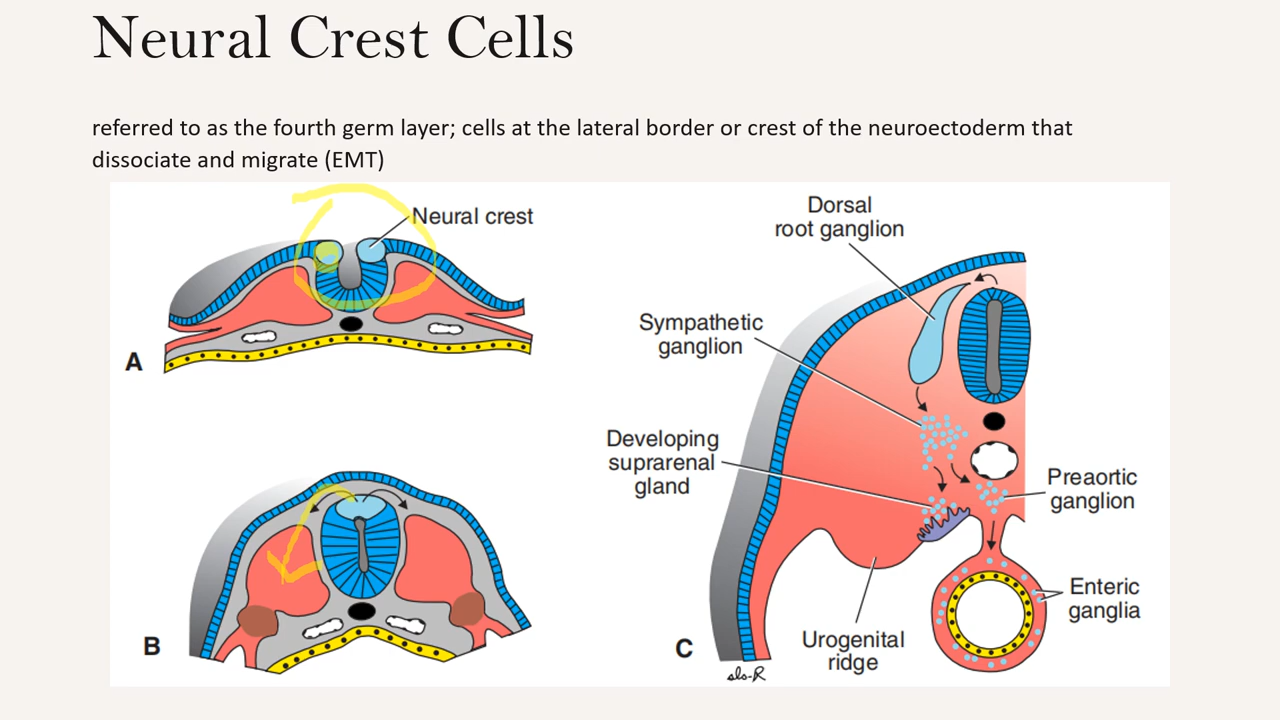 Neural Crest Cells
referred to as the fourth germ layer; cells at the lateral border or crest of the neuroectoderm that
dissociate and migrate (EMT)
Neural crest
A
B
Dorsal
root ganglion
Sympathetic
ganglion
Developing
suprarenal
gland
Preaortic
ganglion
Enteric
ganglia
Urogenital
ridge
C